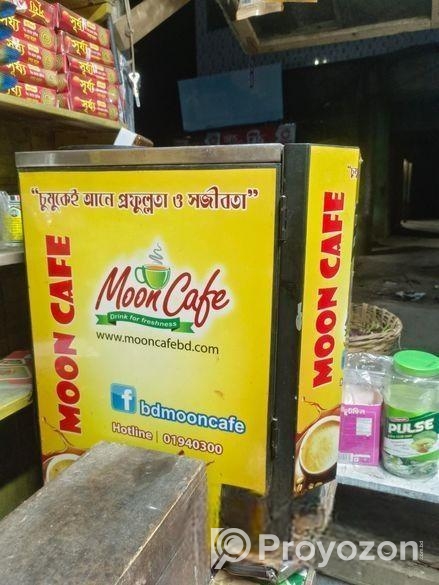 "চুমুকেই আনে প্রফুল্লতা ও সজীবতা"
MOON CAFE
Moon Cafe
Drink for freshness
www.mooncafebd.com
f bdmooncafe
Hotline | 01940300
MOON CAFE
PULSE
Proyozon